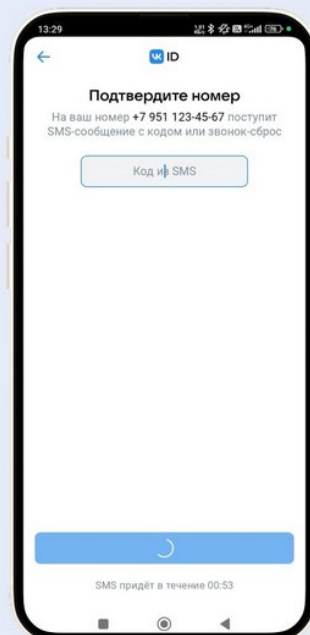 13:29
VK ID
Подтвердите номер
На ваш номер +7 951 123-45-67 поступит
SMS-сообщение с кодом или звонок-сброс
Код из SMS
SMS придёт в течение 00:53